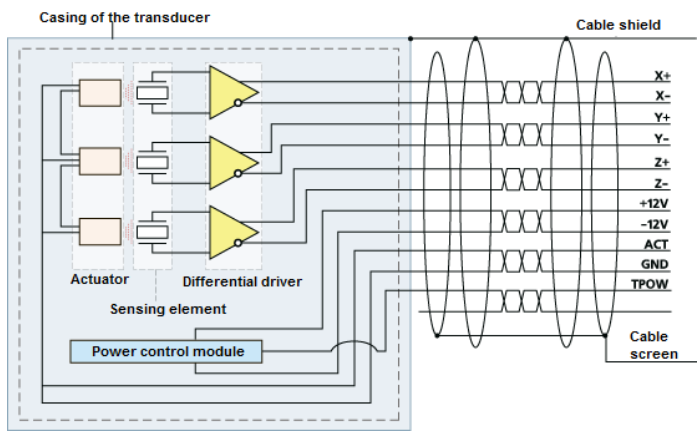 Casing of the transducer
Cable shield
X+
X−
Y+
Y−
Z+
Z−
+12V
−12V
ACT
GND
TPOW
Actuator
Differential driver
Sensing element
Power control module
Cable
screen